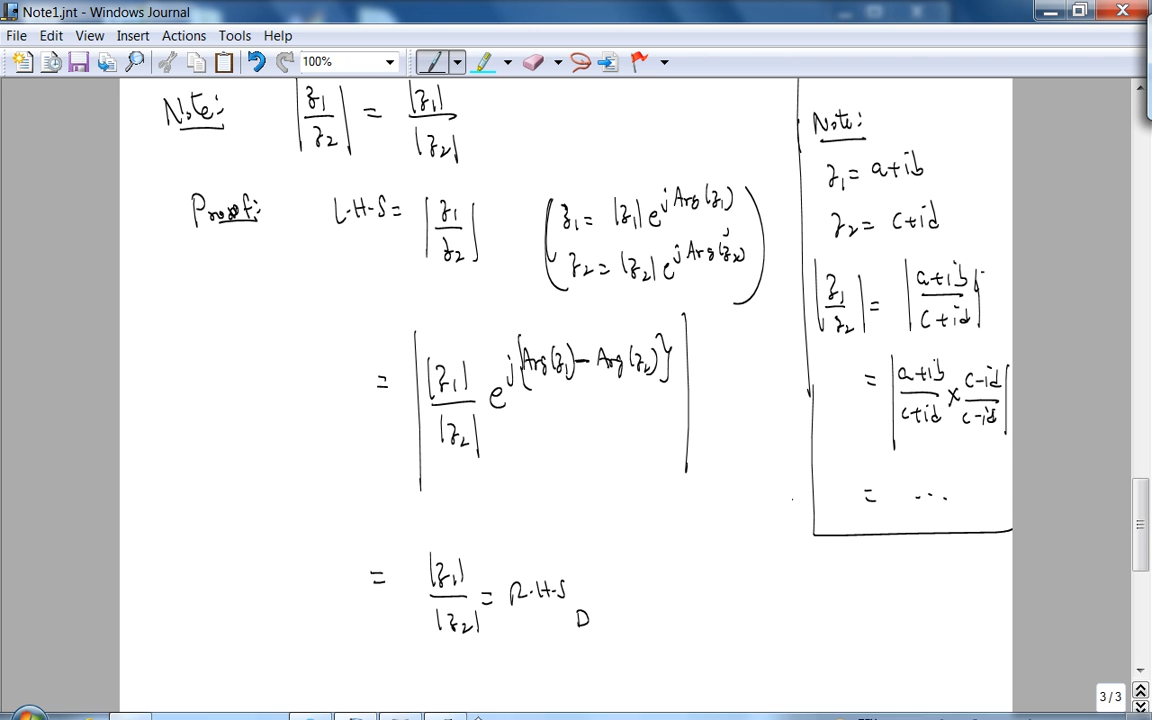 Note1.jnt - Windows Journal
File Edit View Insert Actions Tools Help
100%
Note: |z₁/z₂| = |z₁|/|z₂|
Proof: L·H·S = |z₁/z₂| (z₁ = |z₁| e^{j Arg(z₁)}
z₂ = |z₂| e^{j Arg(z₂)})
= | |z₁|/|z₂| e^{j{Arg(z₁) - Arg(z₂)}} |
= |z₁|/|z₂| = R·H·S
Note:
z₁ = a+ib
z₂ = c+id
|z₁/z₂| = |(a+ib)/(c+id)|
= |(a+ib)/(c+id) × (c-id)/(c-id)|
= ...
3/3